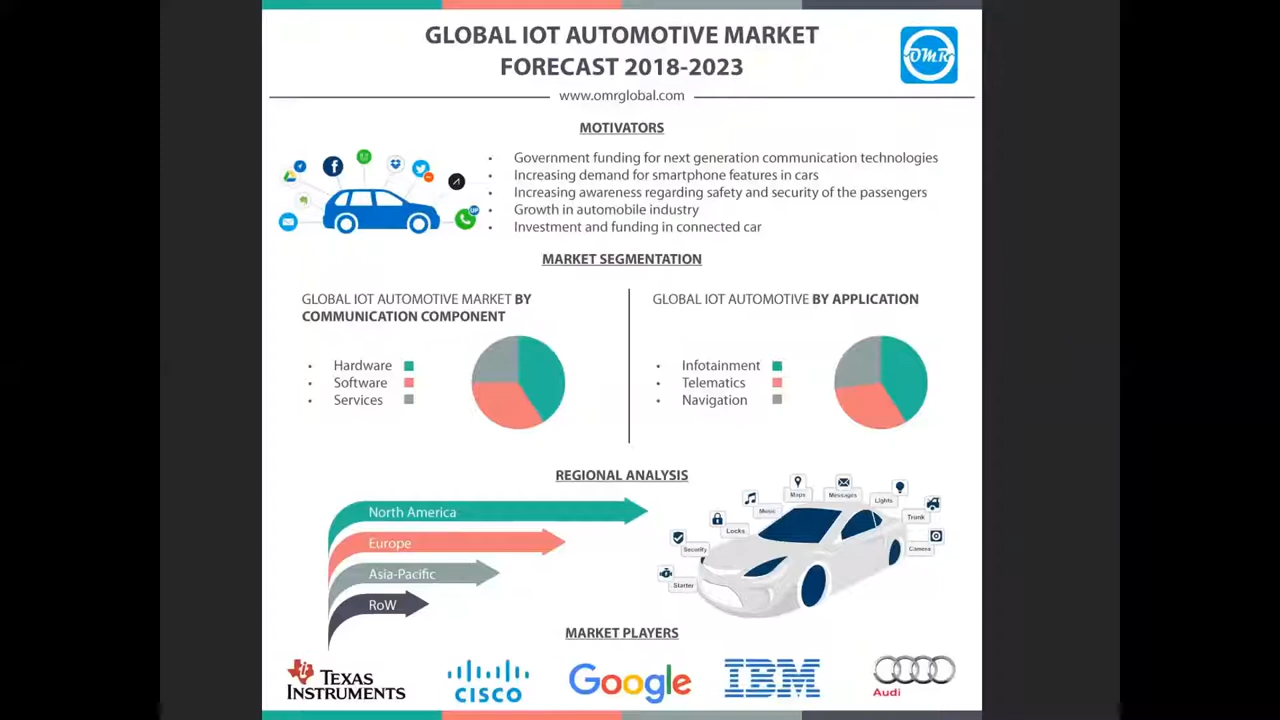 GLOBAL IOT AUTOMOTIVE MARKET
FORECAST 2018-2023
OMR
www.omrglobal.com
MOTIVATORS
• Government funding for next generation communication technologies
• Increasing demand for smartphone features in cars
• Increasing awareness regarding safety and security of the passengers
• Growth in automobile industry
• Investment and funding in connected car
UP
MARKET SEGMENTATION
GLOBAL IOT AUTOMOTIVE MARKET BY
COMMUNICATION COMPONENT
• Hardware
• Software
• Services
GLOBAL IOT AUTOMOTIVE BY APPLICATION
• Infotainment
• Telematics
• Navigation
REGIONAL ANALYSIS
North America
Europe
Asia-Pacific
RoW
Starter
Security
Locks
Music
Maps
Messages
Lights
Trunk
Camera
MARKET PLAYERS
TEXAS
INSTRUMENTS
CISCO
Google
IBM
Audi